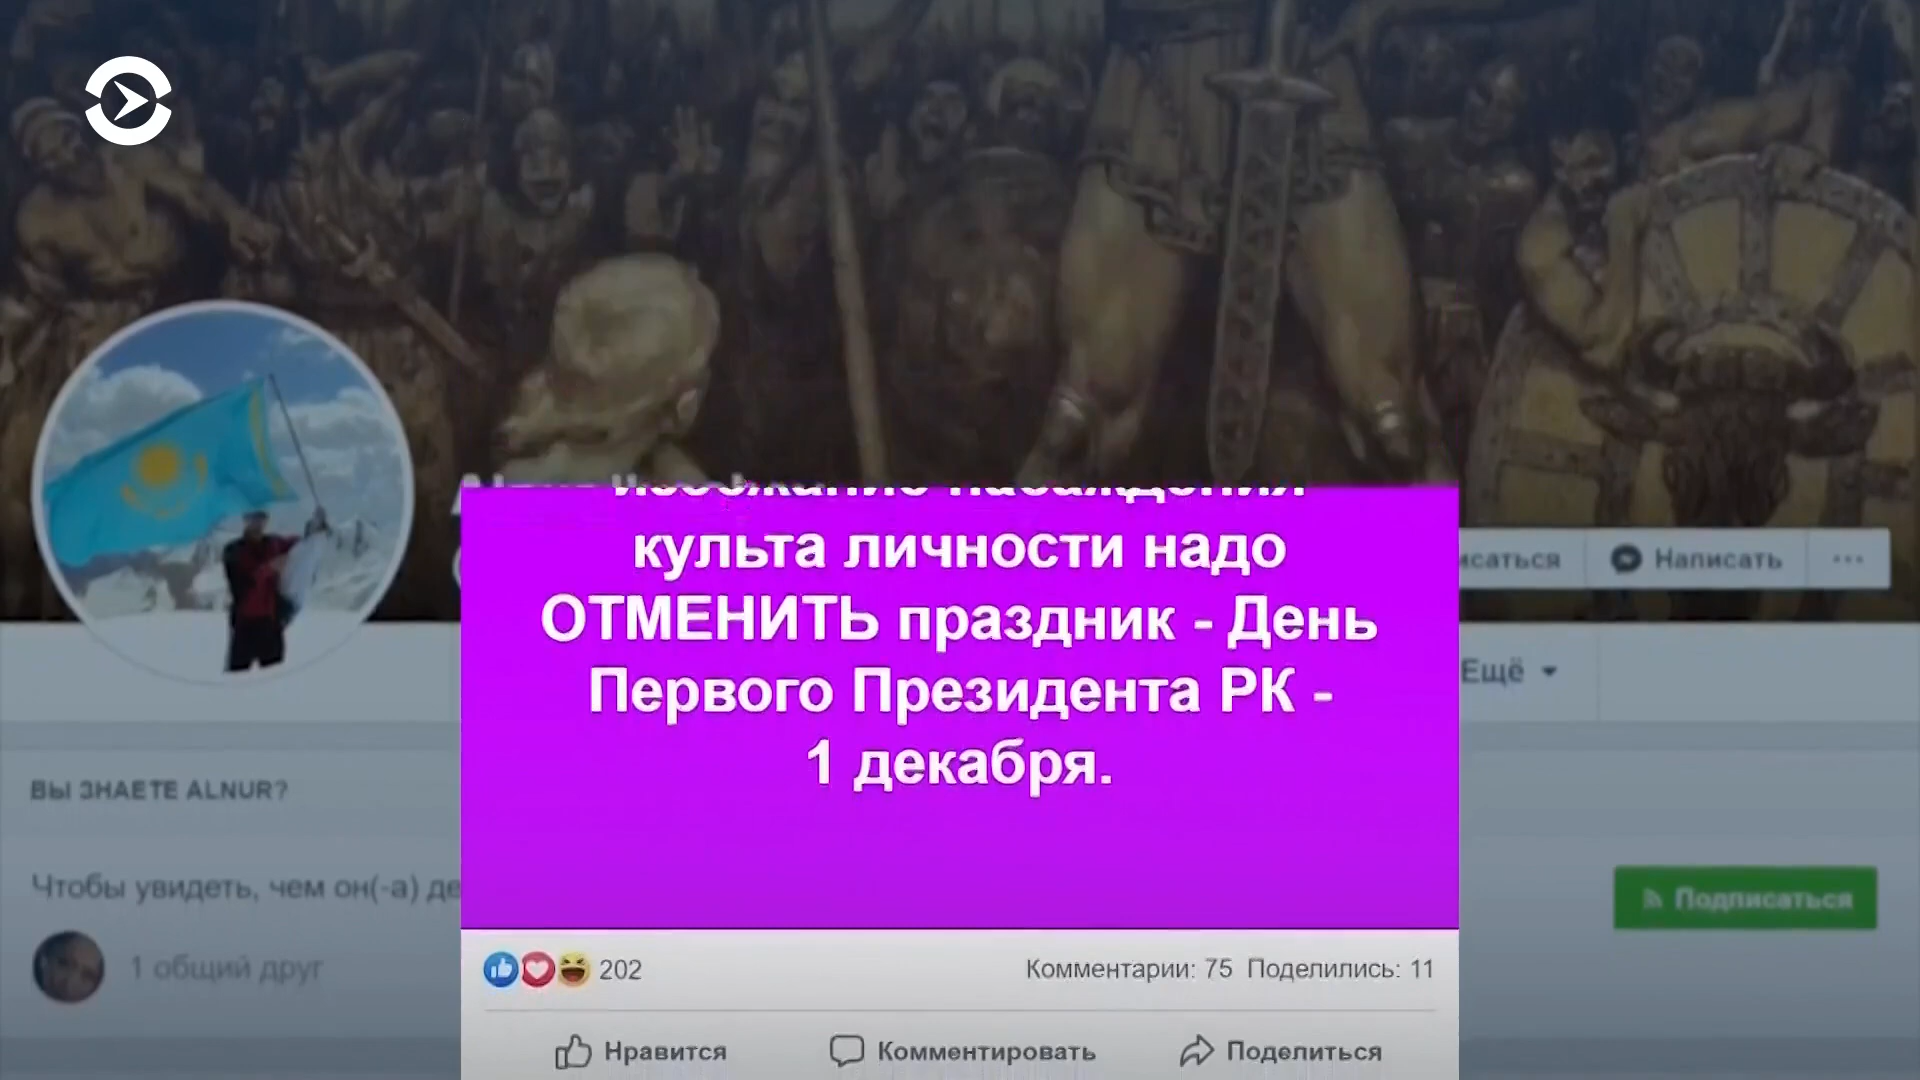 культа личности надо
ОТМЕНИТЬ праздник - День
Первого Президента РК -
1 декабря.
Написать
Ещё
ВЫ ЗНАЕТЕ ALNUR?
Чтобы увидеть, чем он(-а)
1 общий друг
Подписаться
202
Комментарии: 75 Поделились: 11
Нравится
Комментировать
Поделиться